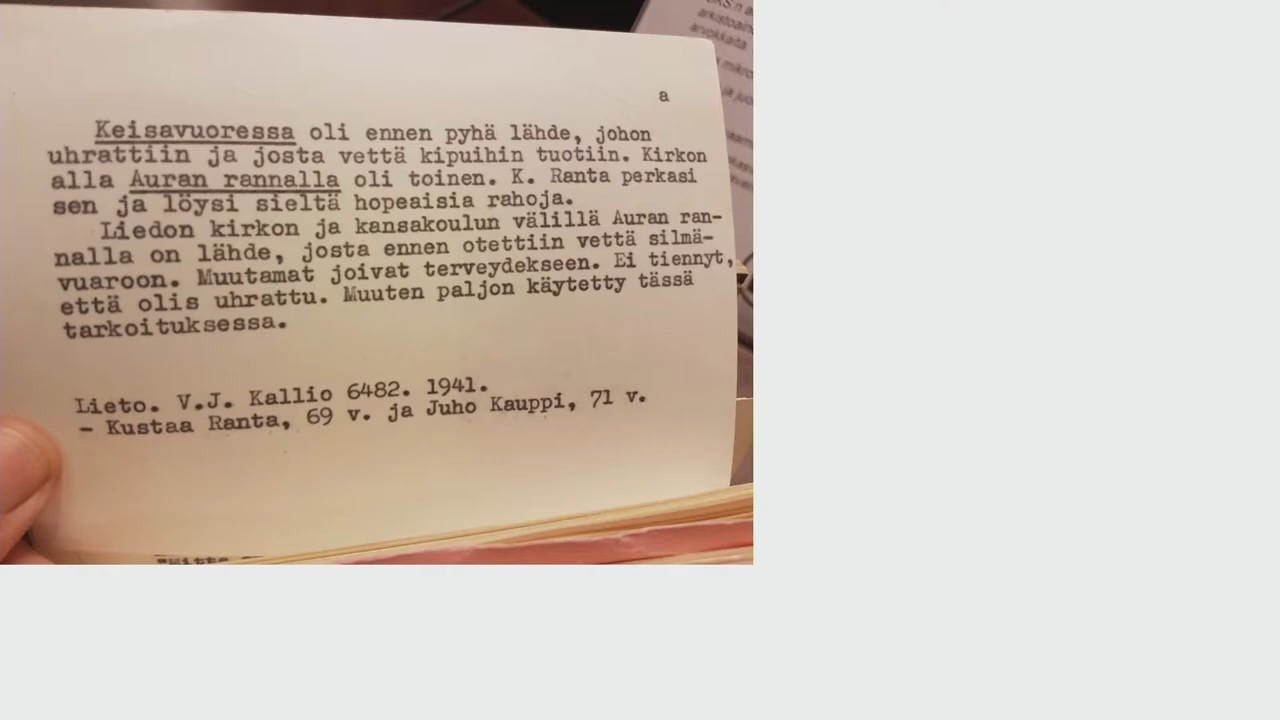 a
Keisavuoressa oli ennen pyhä lähde, johon
uhrattiin ja josta vettä kipuihin tuotiin. Kirkon
alla Auran rannalla oli toinen. K. Ranta perkasi
sen ja löysi sieltä hopeaisia rahoja.
Liedon kirkon ja kansakoulun välillä Auran ran-
nalla on lähde, josta ennen otettiin vettä silmä-
vuaroon. Muutamat joivat terveydekseen. Ei tiennyt,
että olis uhrattu. Muuten paljon käytetty tässä
tarkoituksessa.
Lieto. V.J. Kallio 6482. 1941.
- Kustaa Ranta, 69 v. ja Juho Kauppi, 71 v.
arvokkaita